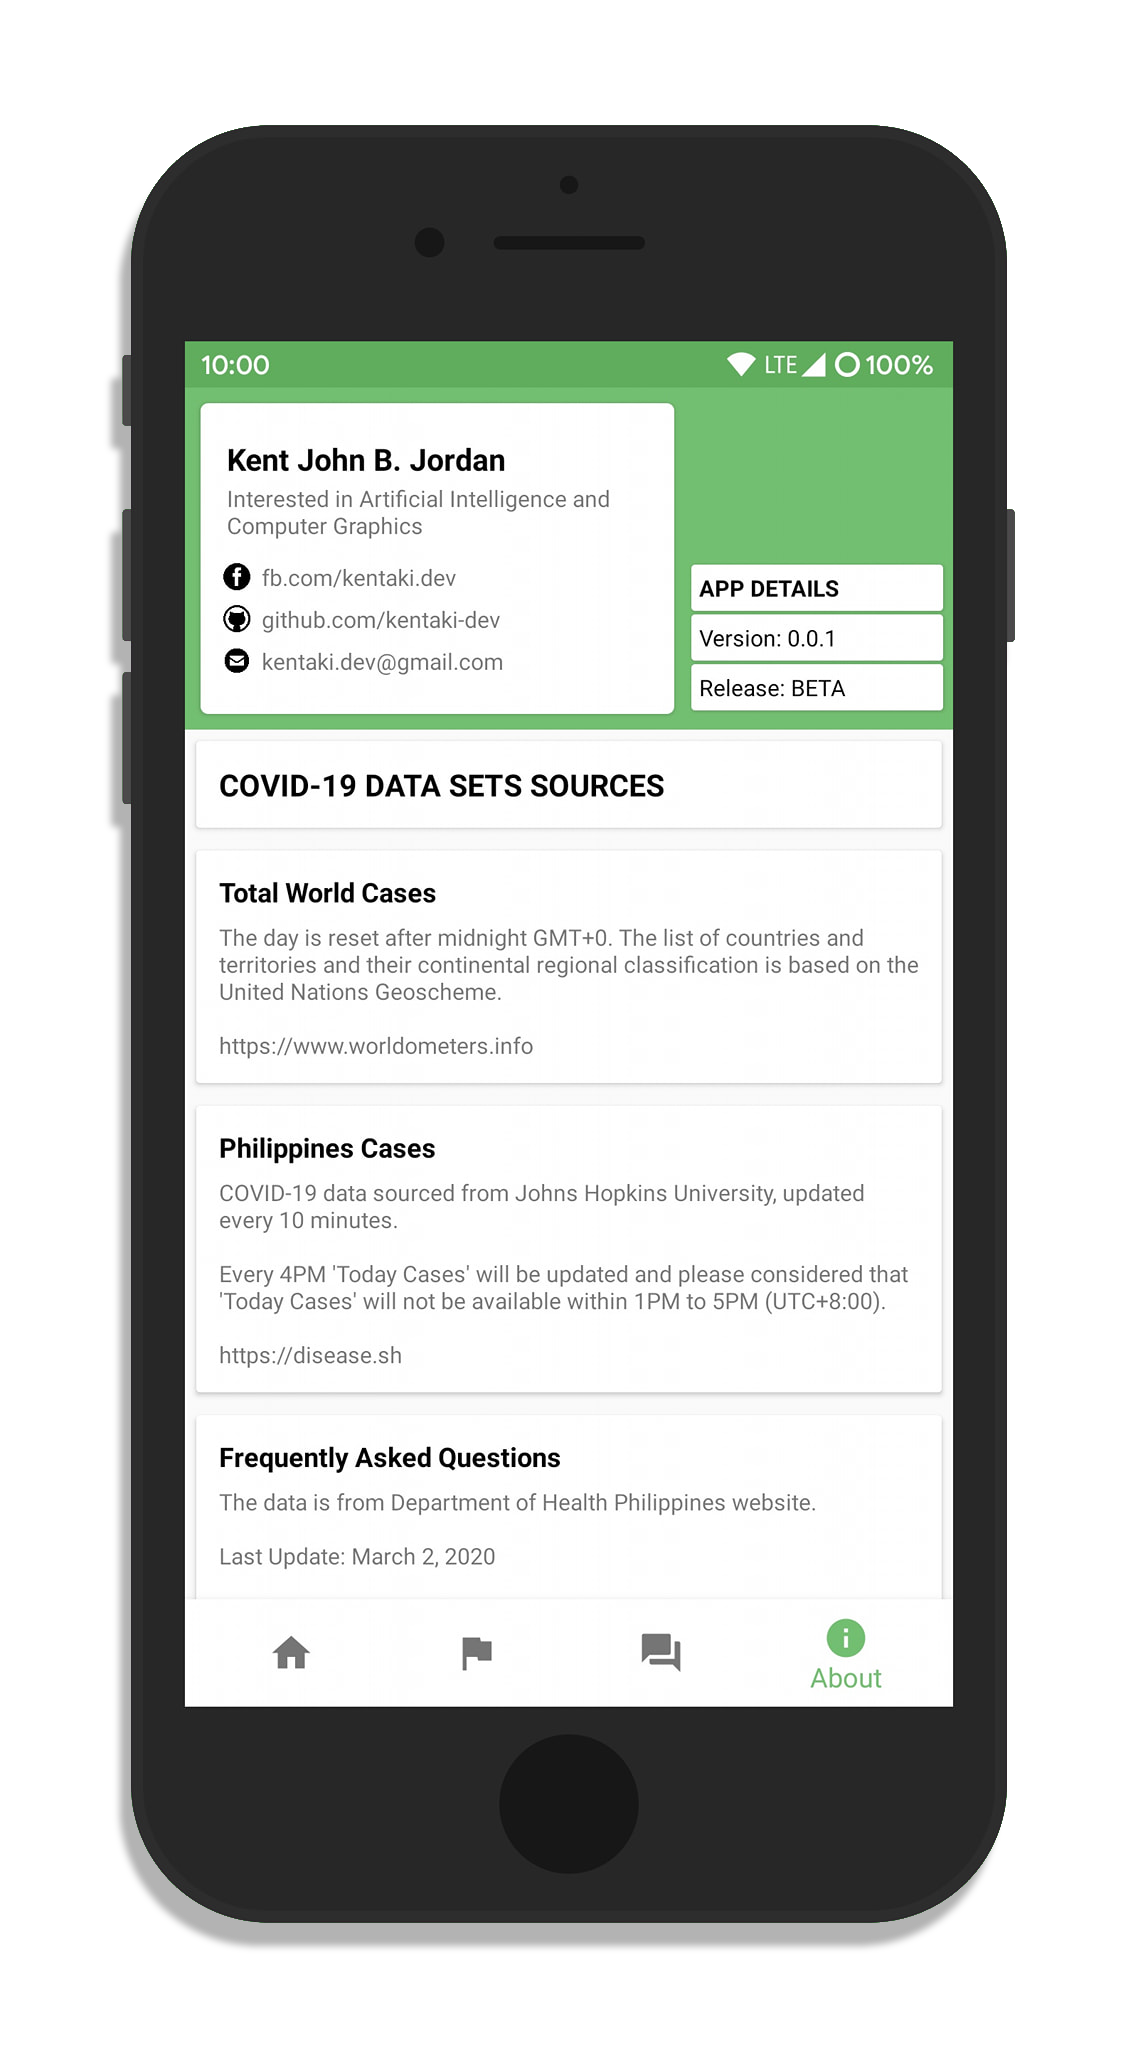 10:00 LTE 100%
Kent John B. Jordan
Interested in Artificial Intelligence and
Computer Graphics
fb.com/kentaki.dev
github.com/kentaki-dev
kentaki.dev@gmail.com
APP DETAILS
Version: 0.0.1
Release: BETA
COVID-19 DATA SETS SOURCES
Total World Cases
The day is reset after midnight GMT+0. The list of countries and
territories and their continental regional classification is based on the
United Nations Geoscheme.
https://www.worldometers.info
Philippines Cases
COVID-19 data sourced from Johns Hopkins University, updated
every 10 minutes.
Every 4PM 'Today Cases' will be updated and please considered that
'Today Cases' will not be available within 1PM to 5PM (UTC+8:00).
https://disease.sh
Frequently Asked Questions
The data is from Department of Health Philippines website.
Last Update: March 2, 2020
About